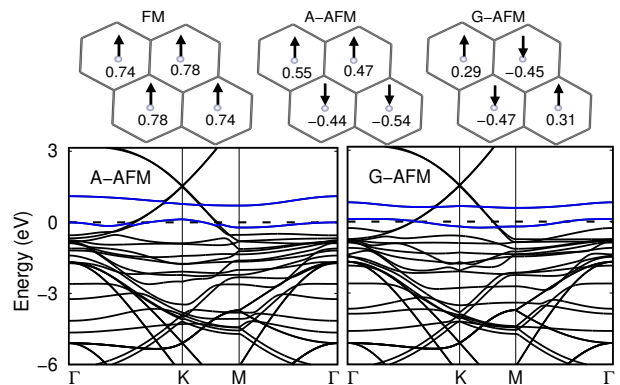 FM
A−AFM
G−AFM
0.74
0.78
0.78
0.74
0.55
0.47
−0.44
−0.54
0.29
−0.45
−0.47
0.31
Energy (eV)
3
0
−3
−6
A−AFM
G−AFM
Γ
K
M
Γ
Γ
K
M
Γ